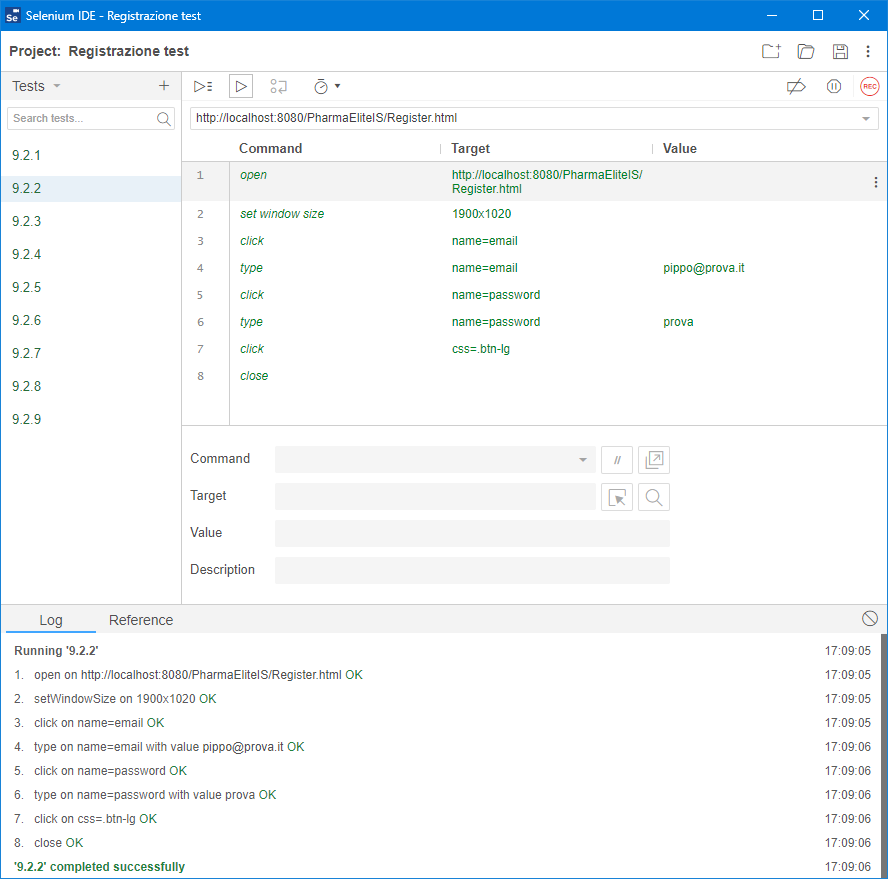 Selenium IDE - Registrazione test
Project: Registrazione test
Tests
Search tests...
9.2.1
9.2.2
9.2.3
9.2.4
9.2.5
9.2.6
9.2.7
9.2.8
9.2.9
REC
http://localhost:8080/PharmaEliteIS/Register.html
Command Target Value
1 open http://localhost:8080/PharmaEliteIS/
Register.html
2 set window size 1900x1020
3 click name=email
4 type name=email pippo@prova.it
5 click name=password
6 type name=password prova
7 click css=.btn-lg
8 close
Command //
Target
Value
Description
Log Reference
Running '9.2.2' 17:09:05
1. open on http://localhost:8080/PharmaEliteIS/Register.html OK 17:09:05
2. setWindowSize on 1900x1020 OK 17:09:05
3. click on name=email OK 17:09:05
4. type on name=email with value pippo@prova.it OK 17:09:06
5. click on name=password OK 17:09:06
6. type on name=password with value prova OK 17:09:06
7. click on css=.btn-lg OK 17:09:06
8. close OK 17:09:06
'9.2.2' completed successfully 17:09:06